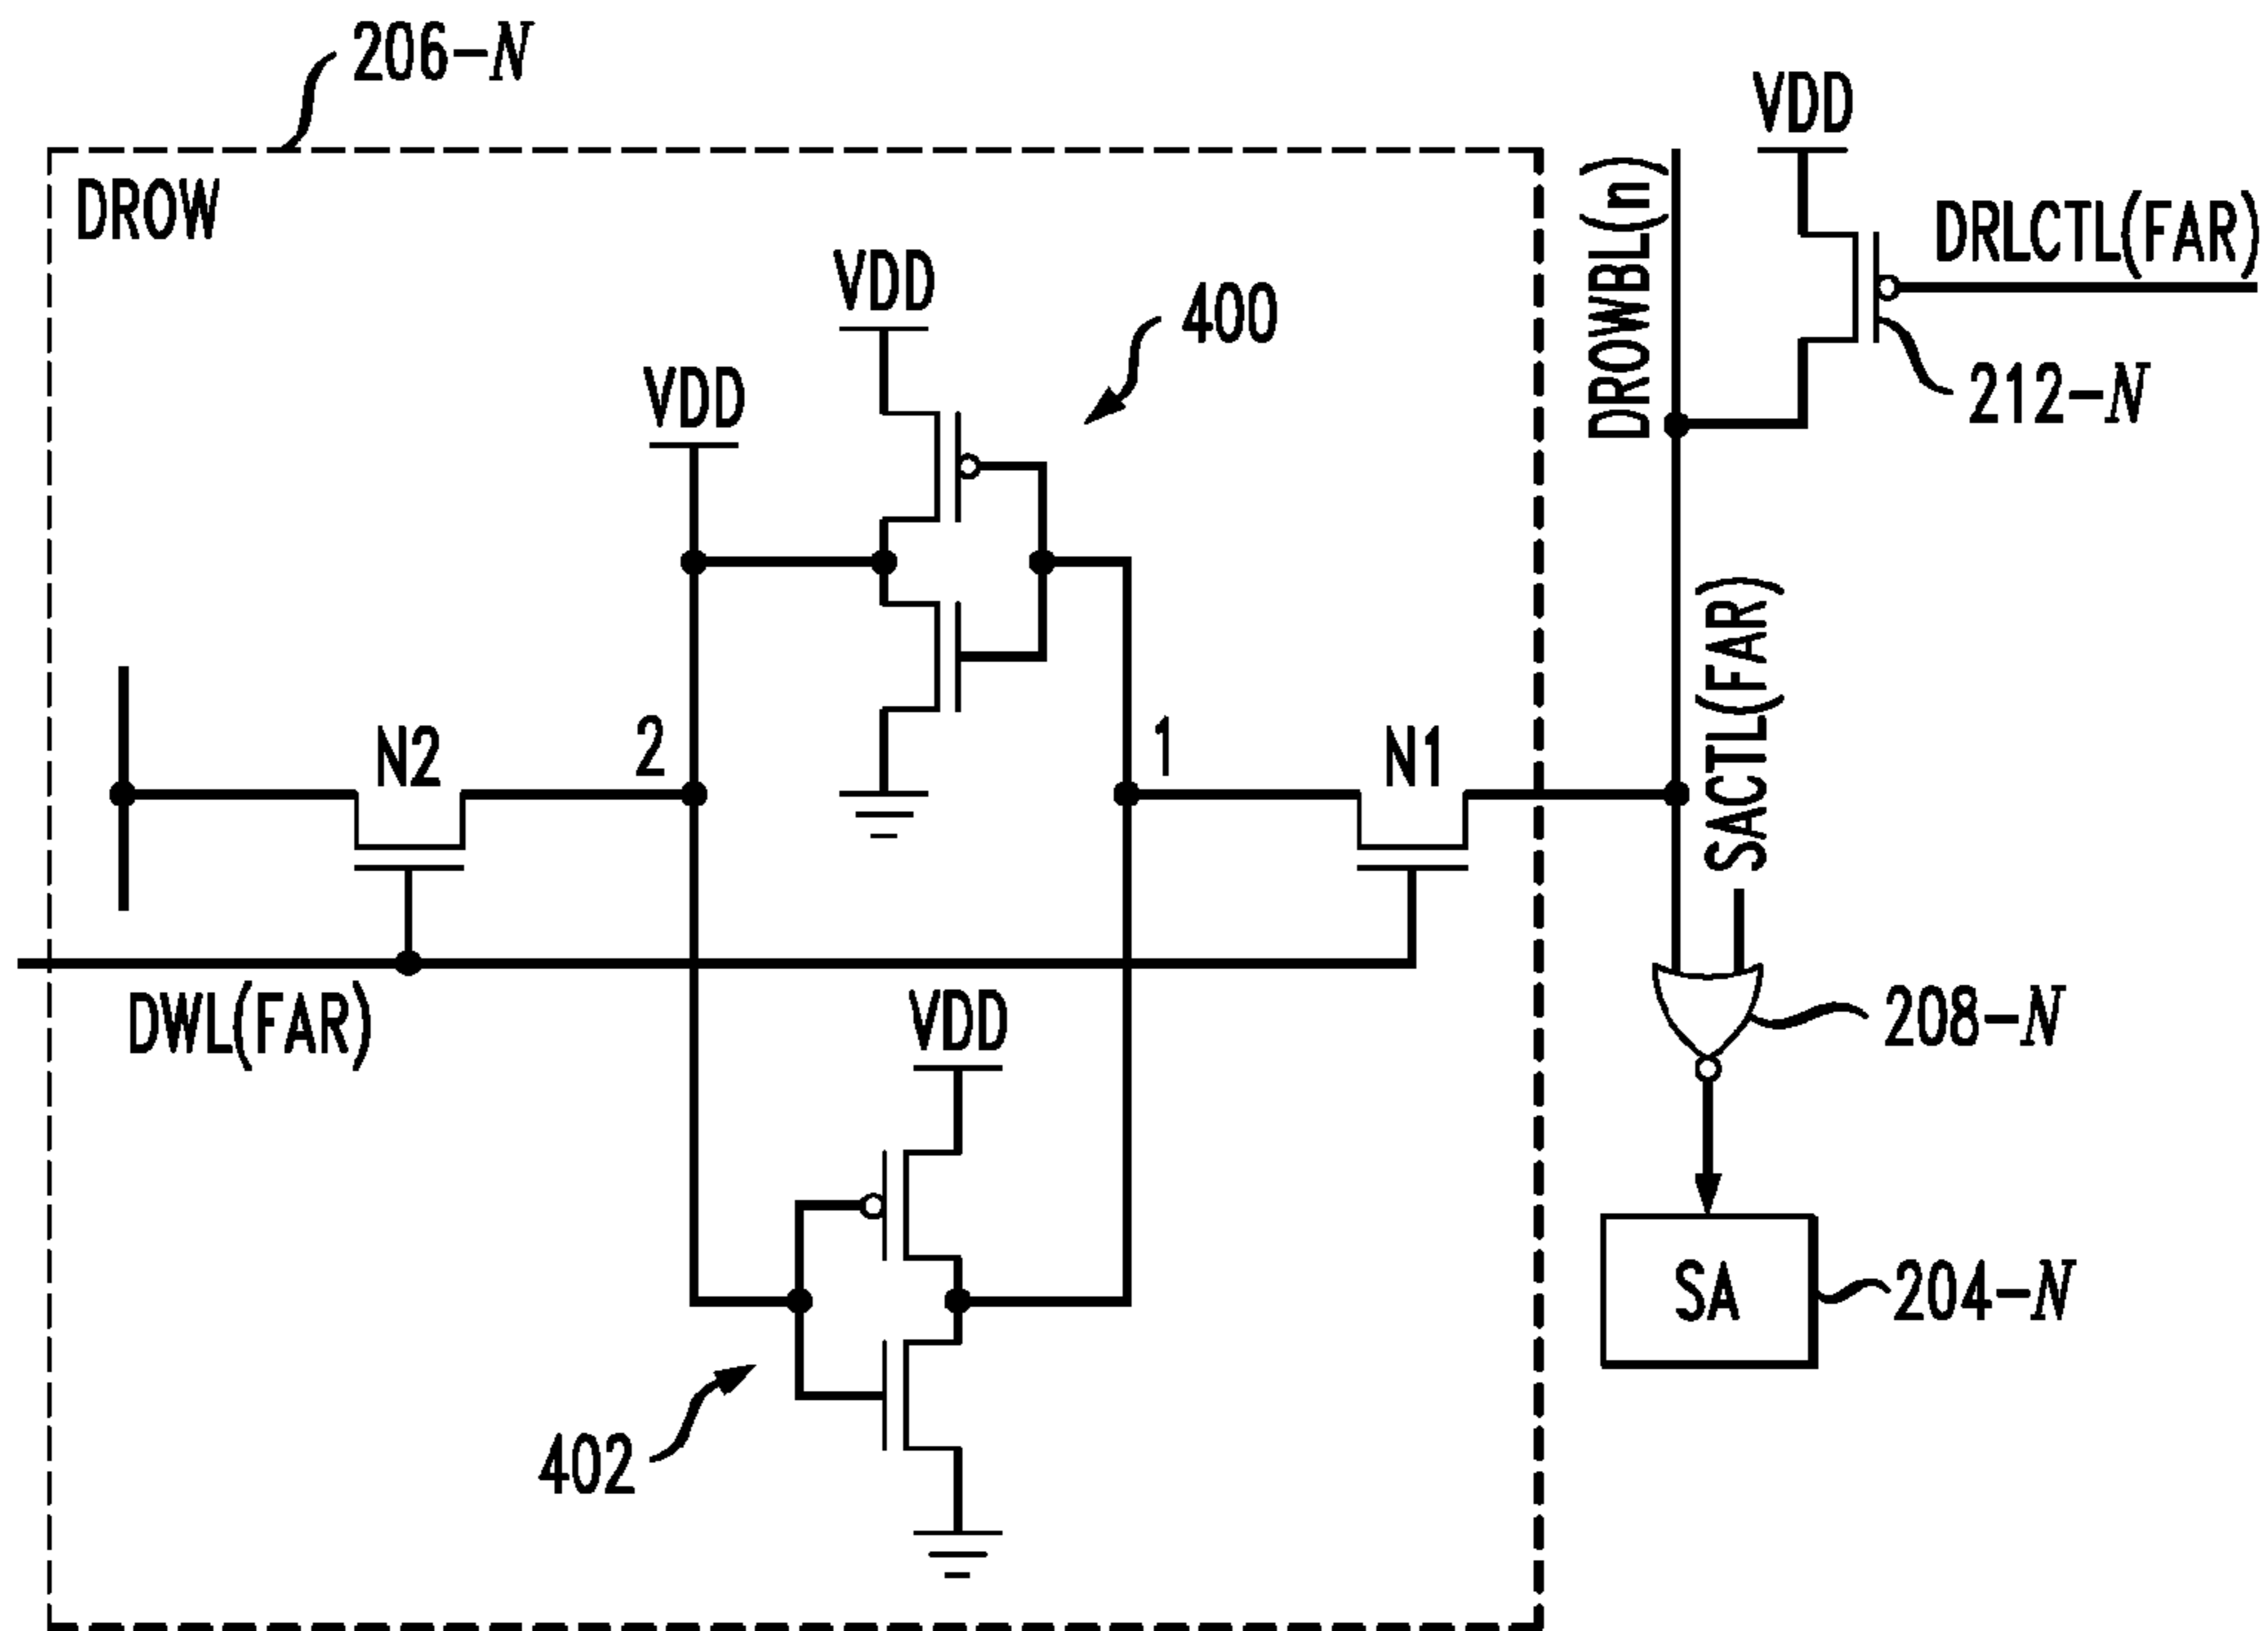 206-N
VDD
DROW
DROWBL(n)
DRLCTL(FAR)
VDD
400
VDD
212-N
SACTL(FAR)
N2
2
1
N1
DWL(FAR)
VDD
208-N
SA
204-N
402